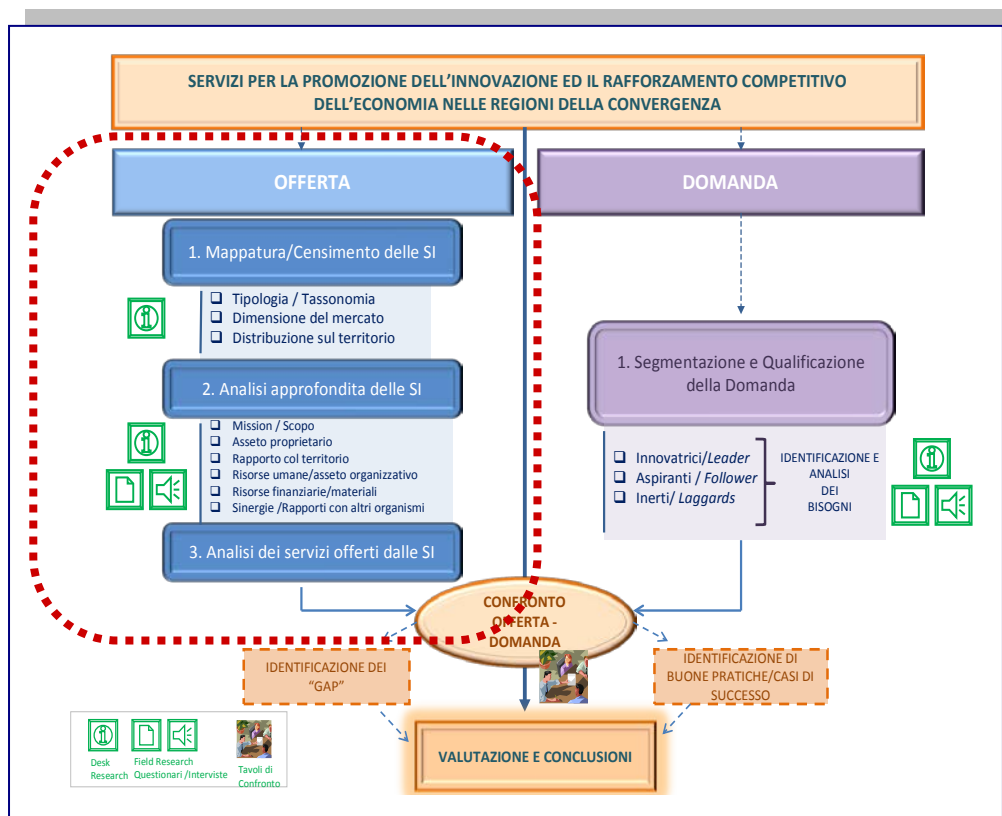 SERVIZI PER LA PROMOZIONE DELL'INNOVAZIONE ED IL RAFFORZAMENTO COMPETITIVO
DELL'ECONOMIA NELLE REGIONI DELLA CONVERGENZA
OFFERTA
1. Mappatura/Censimento delle SI
Tipologia / Tassonomia
Dimensione del mercato
Distribuzione sul territorio
2. Analisi approfondita delle SI
Mission / Scopo
Asseto proprietario
Rapporto col territorio
Risorse umane/asseto organizzativo
Risorse finanziarie/materiali
Sinergie /Rapporti con altri organismi
3. Analisi dei servizi offerti dalle SI
DOMANDA
1. Segmentazione e Qualificazione
della Domanda
Innovatrici/Leader
Aspiranti / Follower
Inerti/ Laggards
IDENTIFICAZIONE E
ANALISI
DEI
BISOGNI
CONFRONTO
OFFERTA -
DOMANDA
IDENTIFICAZIONE DEI
"GAP"
IDENTIFICAZIONE DI
BUONE PRATICHE/CASI DI
SUCCESSO
VALUTAZIONE E CONCLUSIONI
Desk
Research
Field Research
Questionari /Interviste
Tavoli di
Confronto